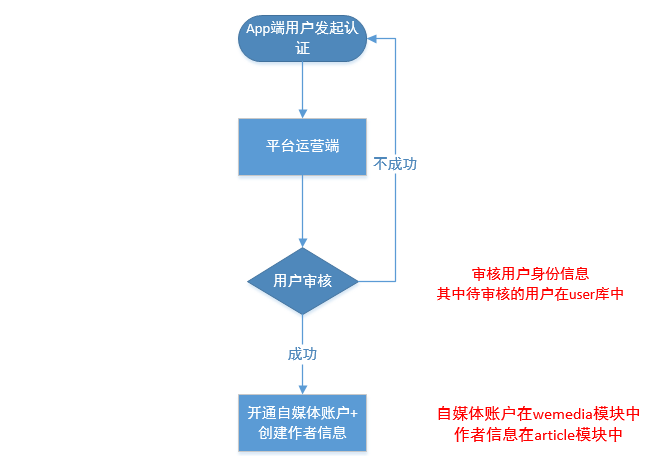 App端用户发起认
证
平台运营端
不成功
用户审核
审核用户身份信息
其中待审核的用户在user库中
成功
开通自媒体账户+
创建作者信息
自媒体账户在wemedia模块中
作者信息在article模块中